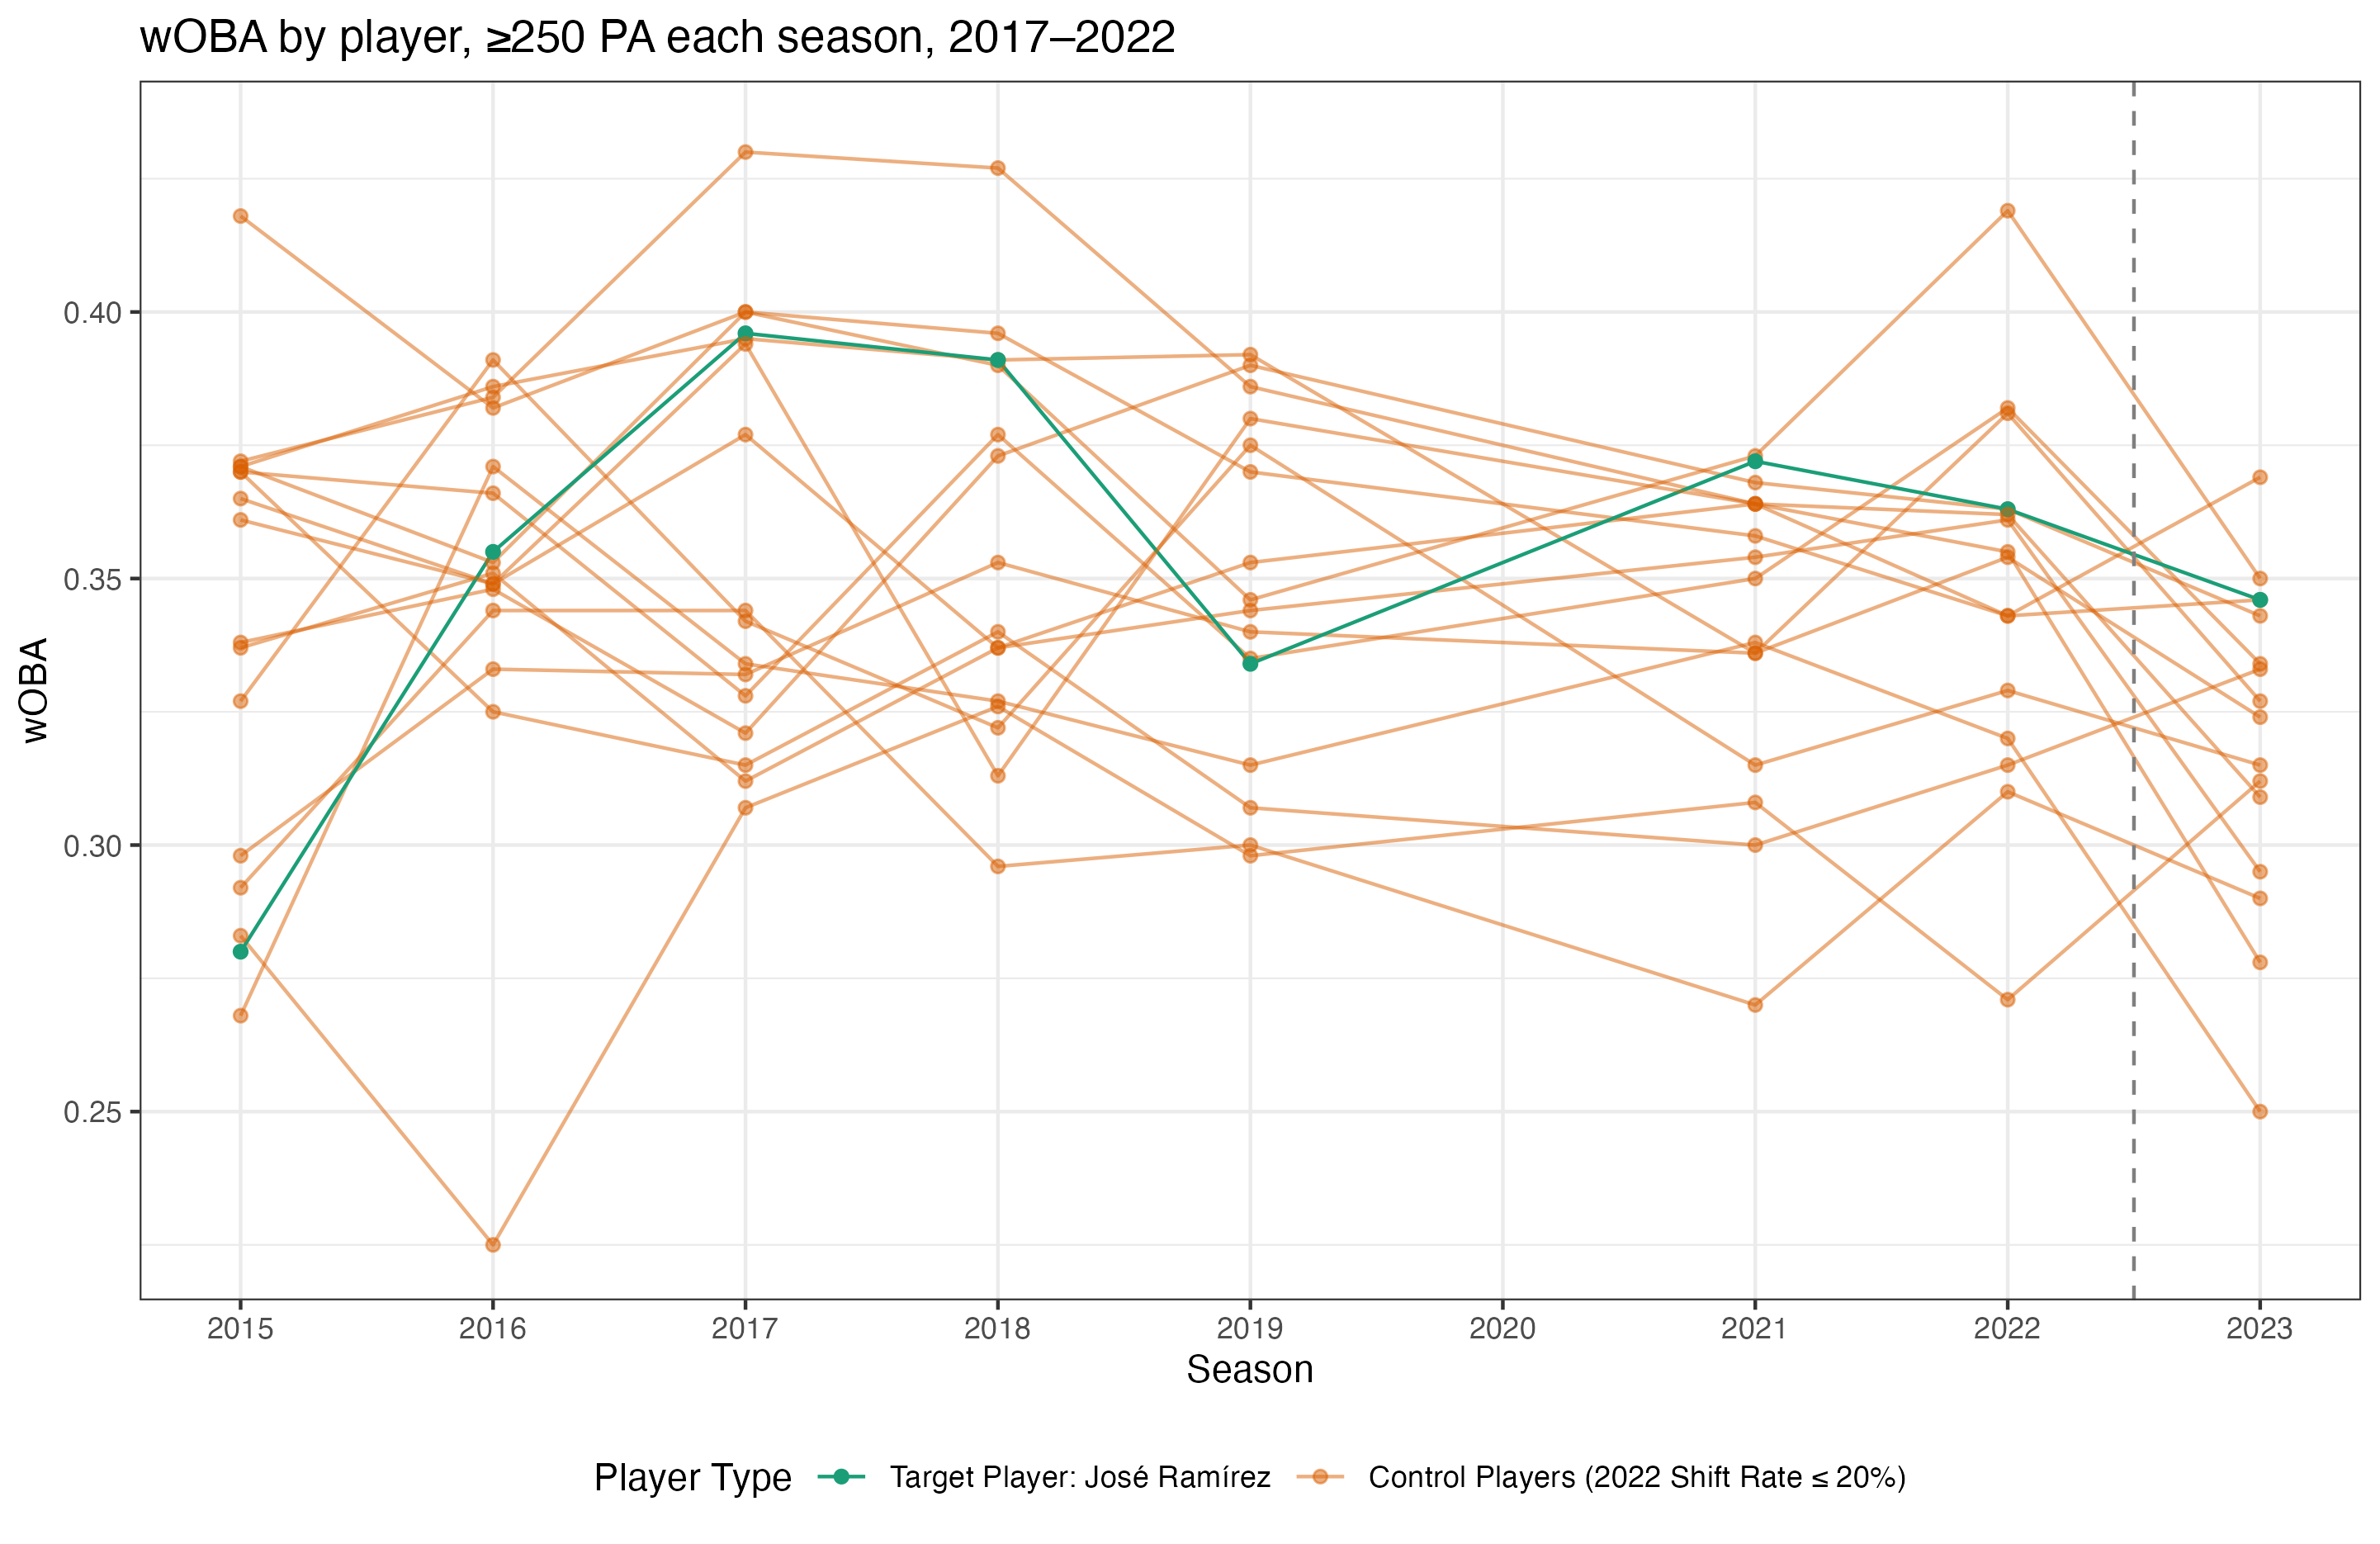 wOBA by player, ≥250 PA each season, 2017–2022
wOBA
0.40
0.35
0.30
0.25
2015 2016 2017 2018 2019 2020 2021 2022 2023
Season
Player Type Target Player: José Ramírez Control Players (2022 Shift Rate ≤ 20%)